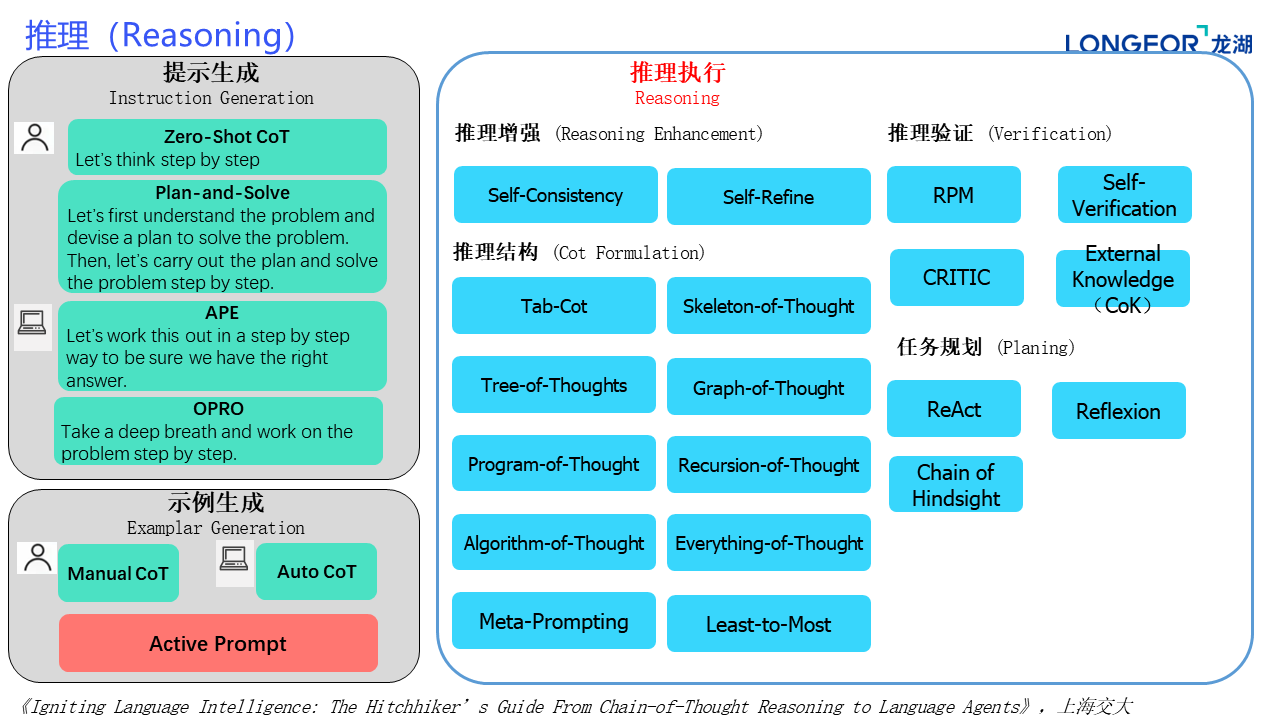 推理（Reasoning）
LONGFOR 龙湖
提示生成
Instruction Generation
Zero-Shot CoT
Let's think step by step
Plan-and-Solve
Let's first understand the problem and
devise a plan to solve the problem.
Then, let's carry out the plan and solve
the problem step by step.
APE
Let's work this out in a step by step
way to be sure we have the right
answer.
OPRO
Take a deep breath and work on the
problem step by step.
示例生成
Examplar Generation
Manual CoT
Auto CoT
Active Prompt
推理执行
Reasoning
推理增强（Reasoning Enhancement）
Self-Consistency
Self-Refine
推理结构（Cot Formulation）
Tab-Cot
Skeleton-of-Thought
Tree-of-Thoughts
Graph-of-Thought
Program-of-Thought
Recursion-of-Thought
Algorithm-of-Thought
Everything-of-Thought
Meta-Prompting
Least-to-Most
推理验证（Verification）
RPM
Self-
Verification
CRITIC
External
Knowledge
（CoK）
任务规划（Planing）
ReAct
Reflexion
Chain of
Hindsight
《Igniting Language Intelligence: The Hitchhiker's Guide From Chain-of-Thought Reasoning to Language Agents》，上海交大